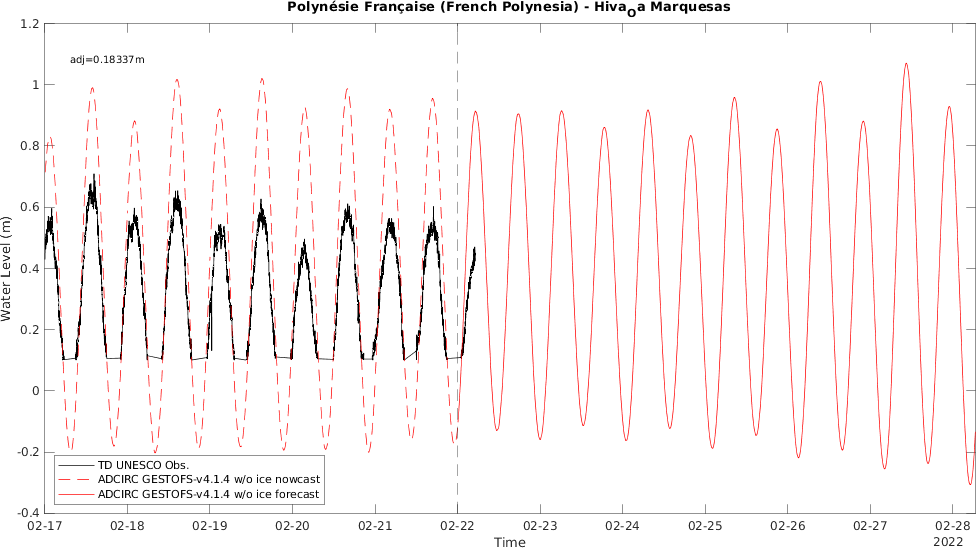 Polynésie Française (French Polynesia) - Hivaₒa Marquesas
1.2
adj=0.18337m
1
0.8
0.6
0.4
0.2
0
-0.2
-0.4
Water Level (m)
TD UNESCO Obs.
ADCIRC GESTOFS-v4.1.4 w/o ice nowcast
ADCIRC GESTOFS-v4.1.4 w/o ice forecast
02-17 02-18 02-19 02-20 02-21 02-22 02-23 02-24 02-25 02-26 02-27 02-28
Time
2022